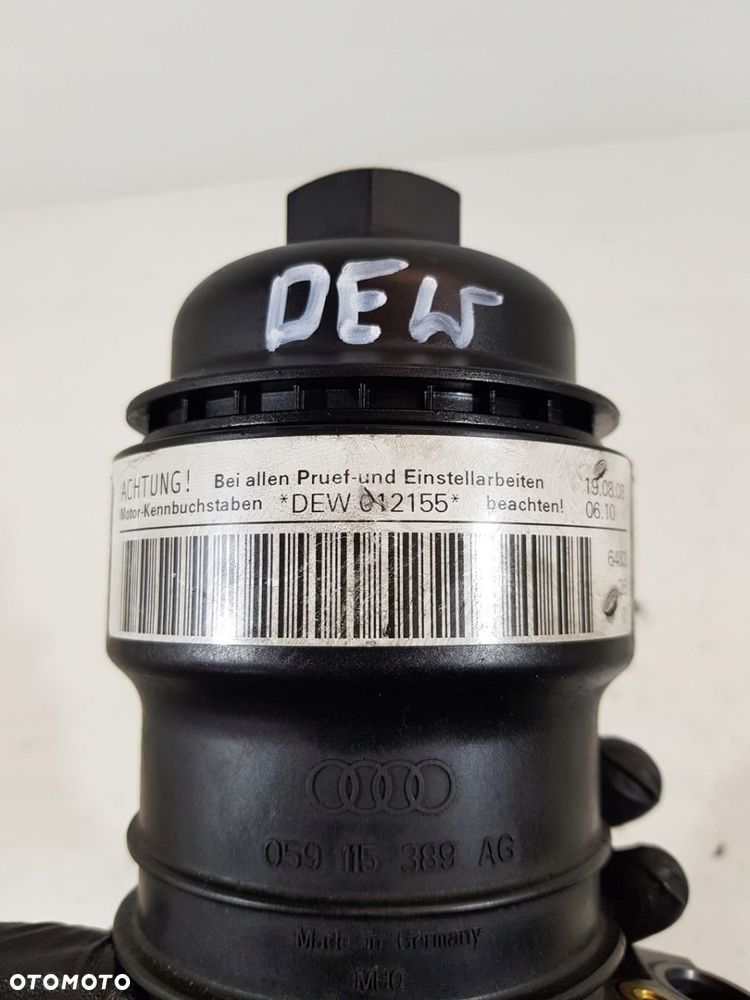 DEW
ACHTUNG! Bei allen Pruef-und Einstellarbeiten 19.08.08
Motor-Kennbuchstaben *DEW 012155* beachten! 06.10
6483
059 115 389 AG
Made in Germany
OTOMOTO